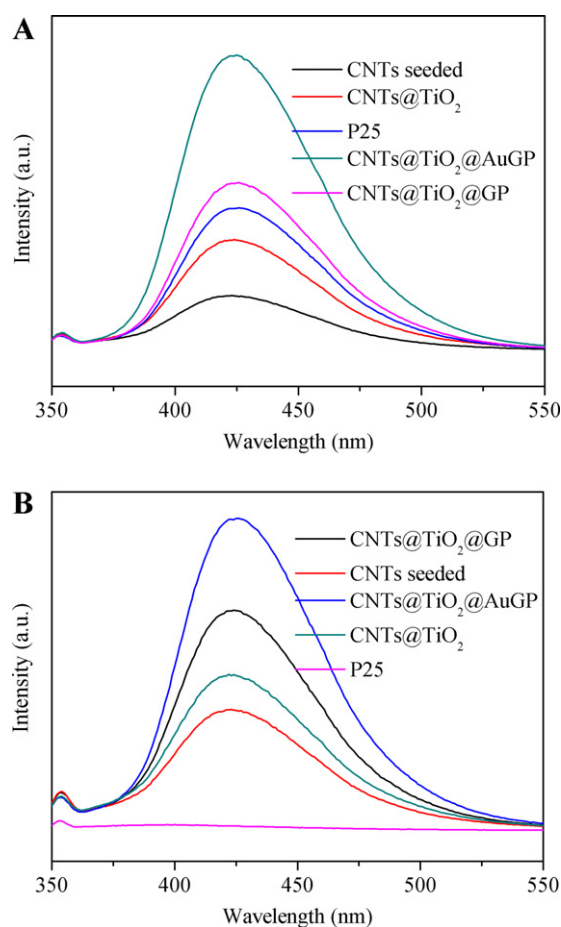 A
CNTs seeded
CNTs@TiO₂
P25
CNTs@TiO₂@AuGP
CNTs@TiO₂@GP
Intensity (a.u.)
350 400 450 500 550
Wavelength (nm)
B
CNTs@TiO₂@GP
CNTs seeded
CNTs@TiO₂@AuGP
CNTs@TiO₂
P25
Intensity (a.u.)
350 400 450 500 550
Wavelength (nm)